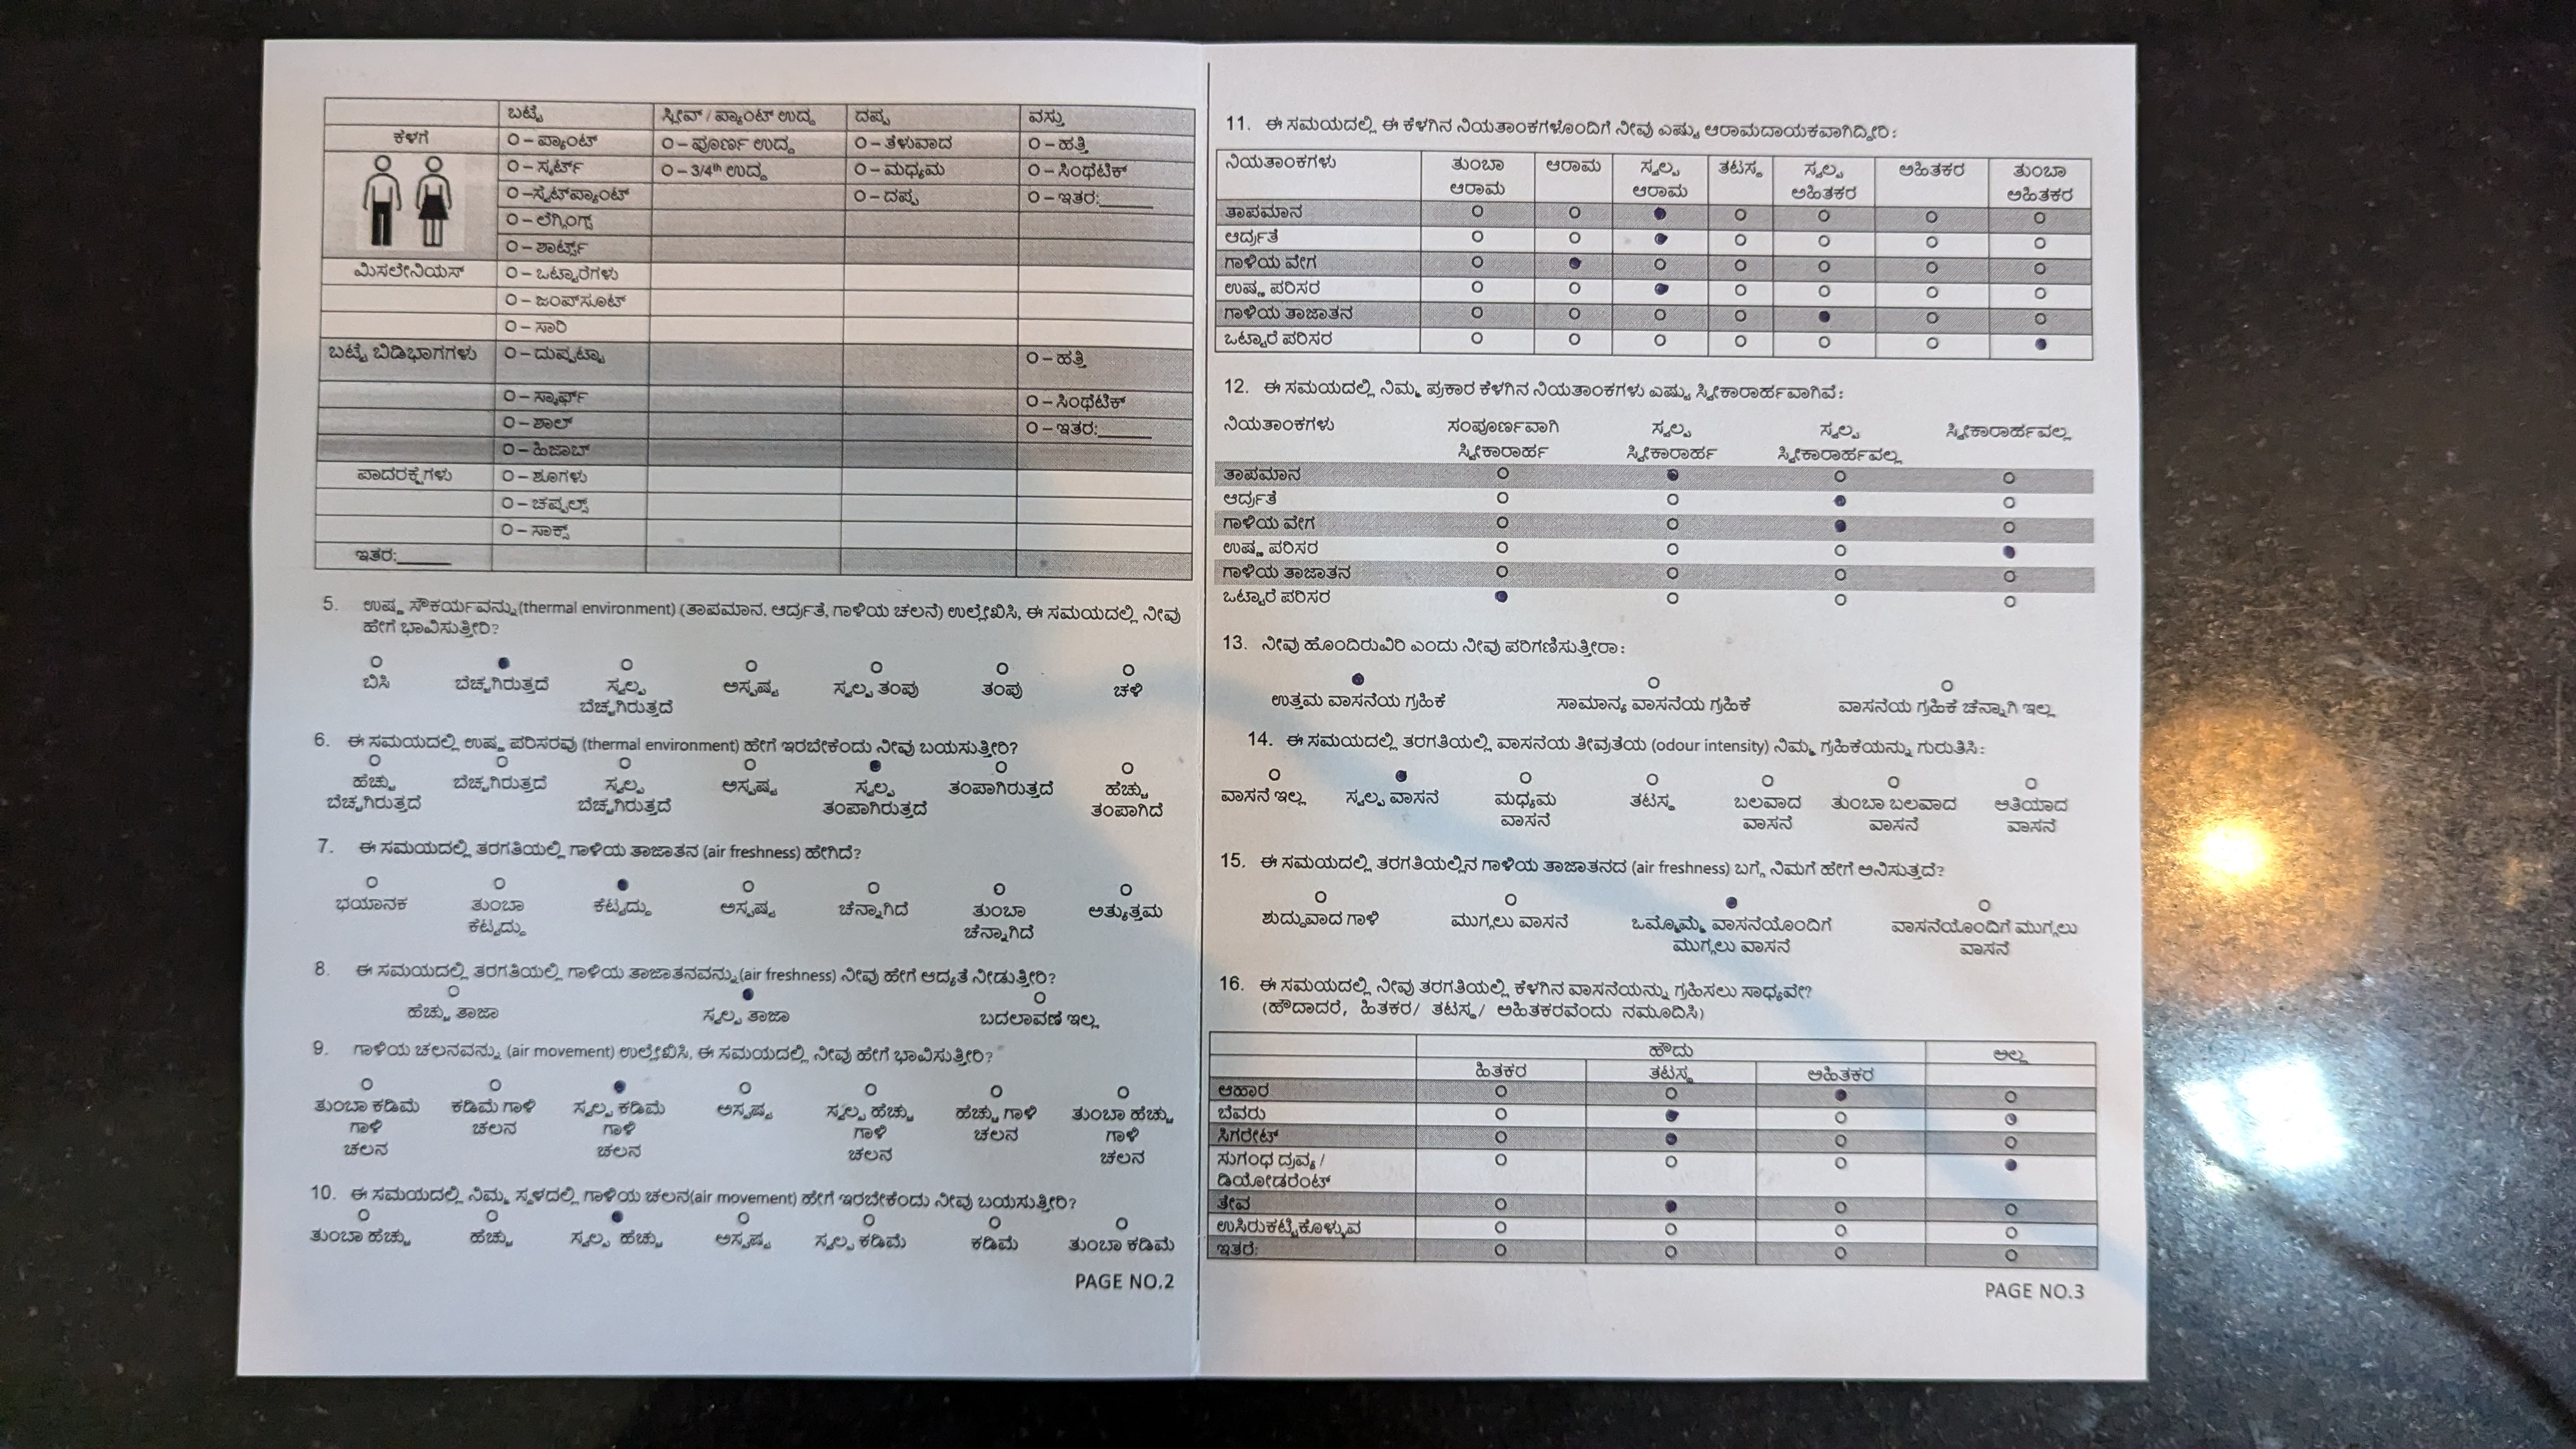 ಬಟ್ಟೆ ಸ್ಲೀವ್ / ಪ್ಯಾಂಟ್ ಉದ್ದ ದಪ್ಪ ವಸ್ತು
ಕೆಳಗೆ O – ಪ್ಯಾಂಟ್ O – ಪೂರ್ಣ ಉದ್ದ O – ತೆಳುವಾದ O – ಹತ್ತಿ
O – ಸ್ಕರ್ಟ್ O – 3/4th ಉದ್ದ O – ಮಧ್ಯಮ O – ಸಿಂಥೆಟಿಕ್
O –ಸ್ವೆಟ್‌ಪ್ಯಾಂಟ್ O – ದಪ್ಪ O – ಇತರ:______
O – ಲೆಗ್ಗಿಂಗ್ಸ್
O – ಶಾರ್ಟ್ಸ್
ಮಿಸಲೇನಿಯಸ್ O – ಒಟ್ಟಾರೆಗಳು
O – ಜಂಪ್‌ಸೂಟ್
O – ಸಾರಿ
ಬಟ್ಟೆ ಬಿಡಿಭಾಗಗಳು O – ದುಪ್ಪಟ್ಟಾ O – ಹತ್ತಿ
O – ಸ್ಕಾರ್ಫ್ O – ಸಿಂಥೆಟಿಕ್
O – ಶಾಲ್ O – ಇತರ:______
O – ಹಿಜಾಬ್
ಪಾದರಕ್ಷೆಗಳು O – ಶೂಗಳು
O – ಚಪ್ಪಲ್ಸ್
O – ಸಾಕ್ಸ್
ಇತರ:______
5. ಉಷ್ಣ ಸೌಕರ್ಯವನ್ನು(thermal environment) (ತಾಪಮಾನ, ಆರ್ದ್ರತೆ, ಗಾಳಿಯ ಚಲನೆ) ಉಲ್ಲೇಖಿಸಿ, ಈ ಸಮಯದಲ್ಲಿ ನೀವು
ಹೇಗೆ ಭಾವಿಸುತ್ತೀರಿ?
ಬಿಸಿ ಬೆಚ್ಚಗಿರುತ್ತದೆ ಸ್ವಲ್ಪ ಅಸ್ಪಷ್ಟ ಸ್ವಲ್ಪ ತಂಪು ತಂಪು ಚಳಿ
ಬೆಚ್ಚಗಿರುತ್ತದೆ
6. ಈ ಸಮಯದಲ್ಲಿ ಉಷ್ಣ ಪರಿಸರವು (thermal environment) ಹೇಗೆ ಇರಬೇಕೆಂದು ನೀವು ಬಯಸುತ್ತೀರಿ?
ಹೆಚ್ಚು ಬೆಚ್ಚಗಿರುತ್ತದೆ ಸ್ವಲ್ಪ ಅಸ್ಪಷ್ಟ ಸ್ವಲ್ಪ ತಂಪಾಗಿರುತ್ತದೆ ಹೆಚ್ಚು
ಬೆಚ್ಚಗಿರುತ್ತದೆ ಬೆಚ್ಚಗಿರುತ್ತದೆ ತಂಪಾಗಿರುತ್ತದೆ ತಂಪಾಗಿದೆ
7. ಈ ಸಮಯದಲ್ಲಿ ತರಗತಿಯಲ್ಲಿ ಗಾಳಿಯ ತಾಜಾತನ (air freshness) ಹೇಗಿದೆ?
ಭಯಾನಕ ತುಂಬಾ ಕೆಟ್ಟದ್ದು ಅಸ್ಪಷ್ಟ ಚೆನ್ನಾಗಿದೆ ತುಂಬಾ ಅತ್ಯುತ್ತಮ
ಕೆಟ್ಟದ್ದು ಚೆನ್ನಾಗಿದೆ
8. ಈ ಸಮಯದಲ್ಲಿ ತರಗತಿಯಲ್ಲಿ ಗಾಳಿಯ ತಾಜಾತನವನ್ನು(air freshness) ನೀವು ಹೇಗೆ ಆದ್ಯತೆ ನೀಡುತ್ತೀರಿ?
ಹೆಚ್ಚು ತಾಜಾ ಸ್ವಲ್ಪ ತಾಜಾ ಬದಲಾವಣೆ ಇಲ್ಲ
9. ಗಾಳಿಯ ಚಲನವನ್ನು (air movement) ಉಲ್ಲೇಖಿಸಿ, ಈ ಸಮಯದಲ್ಲಿ ನೀವು ಹೇಗೆ ಭಾವಿಸುತ್ತೀರಿ?
ತುಂಬಾ ಕಡಿಮೆ ಕಡಿಮೆ ಗಾಳಿ ಸ್ವಲ್ಪ ಕಡಿಮೆ ಅಸ್ಪಷ್ಟ ಸ್ವಲ್ಪ ಹೆಚ್ಚು ಹೆಚ್ಚು ಗಾಳಿ ತುಂಬಾ ಹೆಚ್ಚು
ಗಾಳಿ ಚಲನ ಗಾಳಿ ಗಾಳಿ ಚಲನ ಗಾಳಿ
ಚಲನ ಚಲನ ಚಲನ ಚಲನ
10. ಈ ಸಮಯದಲ್ಲಿ ನಿಮ್ಮ ಸ್ಥಳದಲ್ಲಿ ಗಾಳಿಯ ಚಲನ(air movement) ಹೇಗೆ ಇರಬೇಕೆಂದು ನೀವು ಬಯಸುತ್ತೀರಿ?
ತುಂಬಾ ಹೆಚ್ಚು ಹೆಚ್ಚು ಸ್ವಲ್ಪ ಹೆಚ್ಚು ಅಸ್ಪಷ್ಟ ಸ್ವಲ್ಪ ಕಡಿಮೆ ಕಡಿಮೆ ತುಂಬಾ ಕಡಿಮೆ
PAGE NO.2
11. ಈ ಸಮಯದಲ್ಲಿ ಈ ಕೆಳಗಿನ ನಿಯತಾಂಕಗಳೊಂದಿಗೆ ನೀವು ಎಷ್ಟು ಆರಾಮದಾಯಕವಾಗಿದ್ದೀರಿ:
ನಿಯತಾಂಕಗಳು ತುಂಬಾ ಆರಾಮ ಸ್ವಲ್ಪ ತಟಸ್ಥ ಸ್ವಲ್ಪ ಅಹಿತಕರ ತುಂಬಾ
ಆರಾಮ ಆರಾಮ ಅಹಿತಕರ ಅಹಿತಕರ
ತಾಪಮಾನ
ಆರ್ದ್ರತೆ
ಗಾಳಿಯ ವೇಗ
ಉಷ್ಣ ಪರಿಸರ
ಗಾಳಿಯ ತಾಜಾತನ
ಒಟ್ಟಾರೆ ಪರಿಸರ
12. ಈ ಸಮಯದಲ್ಲಿ ನಿಮ್ಮ ಪ್ರಕಾರ ಕೆಳಗಿನ ನಿಯತಾಂಕಗಳು ಎಷ್ಟು ಸ್ವೀಕಾರಾರ್ಹವಾಗಿವೆ:
ನಿಯತಾಂಕಗಳು ಸಂಪೂರ್ಣವಾಗಿ ಸ್ವಲ್ಪ ಸ್ವಲ್ಪ ಸ್ವೀಕಾರಾರ್ಹವಲ್ಲ
ಸ್ವೀಕಾರಾರ್ಹ ಸ್ವೀಕಾರಾರ್ಹ ಸ್ವೀಕಾರಾರ್ಹವಲ್ಲ
ತಾಪಮಾನ
ಆರ್ದ್ರತೆ
ಗಾಳಿಯ ವೇಗ
ಉಷ್ಣ ಪರಿಸರ
ಗಾಳಿಯ ತಾಜಾತನ
ಒಟ್ಟಾರೆ ಪರಿಸರ
13. ನೀವು ಹೊಂದಿರುವಿರಿ ಎಂದು ನೀವು ಪರಿಗಣಿಸುತ್ತೀರಾ:
ಉತ್ತಮ ವಾಸನೆಯ ಗ್ರಹಿಕೆ ಸಾಮಾನ್ಯ ವಾಸನೆಯ ಗ್ರಹಿಕೆ ವಾಸನೆಯ ಗ್ರಹಿಕೆ ಚೆನ್ನಾಗಿ ಇಲ್ಲ
14. ಈ ಸಮಯದಲ್ಲಿ ತರಗತಿಯಲ್ಲಿ ವಾಸನೆಯ ತೀವ್ರತೆಯ (odour intensity) ನಿಮ್ಮ ಗ್ರಹಿಕೆಯನ್ನು ಗುರುತಿಸಿ:
ವಾಸನೆ ಇಲ್ಲ ಸ್ವಲ್ಪ ವಾಸನೆ ಮಧ್ಯಮ ತಟಸ್ಥ ಬಲವಾದ ತುಂಬಾ ಬಲವಾದ ಅತಿಯಾದ
ವಾಸನೆ ವಾಸನೆ ವಾಸನೆ ವಾಸನೆ
15. ಈ ಸಮಯದಲ್ಲಿ ತರಗತಿಯಲ್ಲಿನ ಗಾಳಿಯ ತಾಜಾತನದ (air freshness) ಬಗ್ಗೆ ನಿಮಗೆ ಹೇಗೆ ಅನಿಸುತ್ತದೆ?
ಶುದ್ಧವಾದ ಗಾಳಿ ಮುಗ್ಗಲು ವಾಸನೆ ಒಮ್ಮೊಮ್ಮೆ ವಾಸನೆಯೊಂದಿಗೆ ವಾಸನೆಯೊಂದಿಗೆ ಮುಗ್ಗಲು
ಮುಗ್ಗಲು ವಾಸನೆ ವಾಸನೆ
16. ಈ ಸಮಯದಲ್ಲಿ ನೀವು ತರಗತಿಯಲ್ಲಿ ಕೆಳಗಿನ ವಾಸನೆಯನ್ನು ಗ್ರಹಿಸಲು ಸಾಧ್ಯವೇ?
(ಹೌದಾದರೆ, ಹಿತಕರ/ ತಟಸ್ಥ/ ಅಹಿತಕರವೆಂದು ನಮೂದಿಸಿ)
ಹೌದು ಅಲ್ಲ
ಹಿತಕರ ತಟಸ್ಥ ಅಹಿತಕರ
ಆಹಾರ
ಬೆವರು
ಸಿಗರೇಟ್
ಸುಗಂಧ ದ್ರವ್ಯ /
ಡಿಯೋಡರೆಂಟ್
ತೇವ
ಉಸಿರುಕಟ್ಟಿಕೊಳ್ಳುವ
ಇತರೆ:
PAGE NO.3